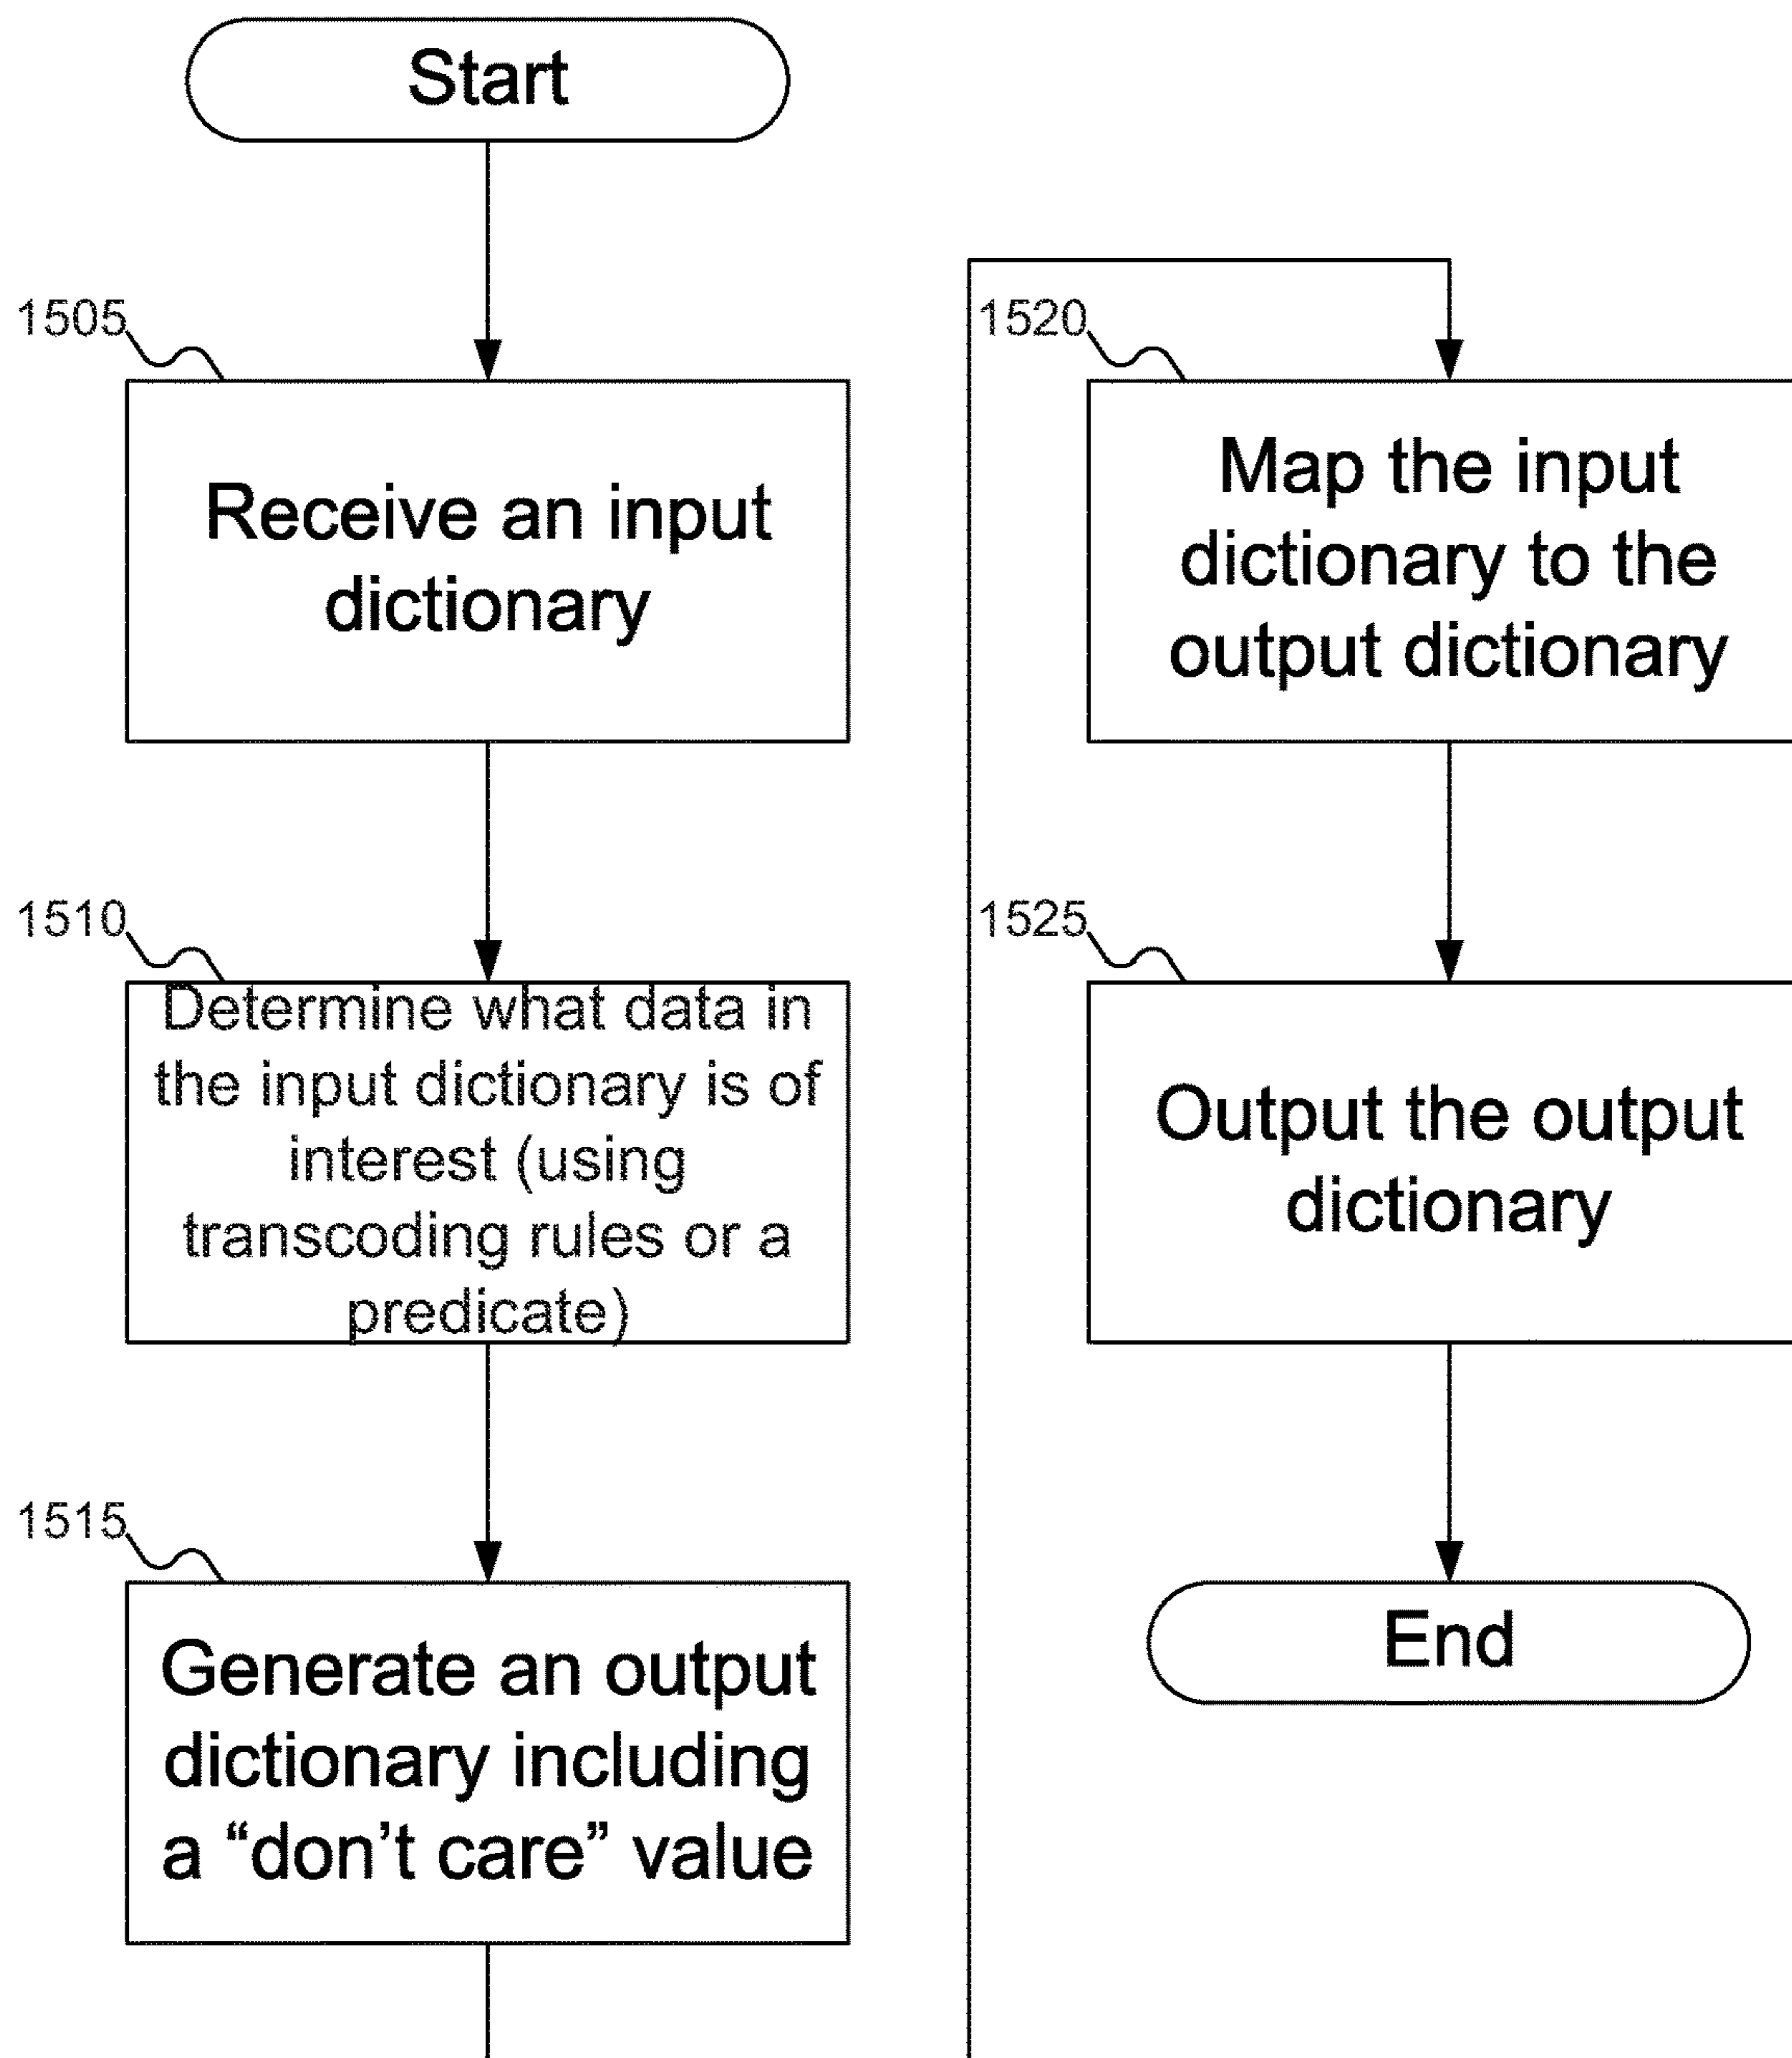 Start
1505
Receive an input
dictionary
1510
Determine what data in
the input dictionary is of
interest (using
transcoding rules or a
predicate)
1515
Generate an output
dictionary including
a “don’t care” value
1520
Map the input
dictionary to the
output dictionary
1525
Output the output
dictionary
End